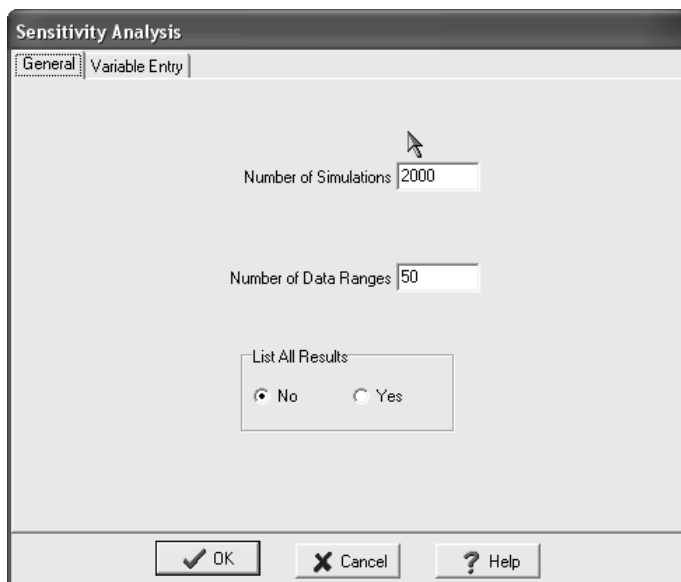 Sensitivity Analysis
General Variable Entry
Number of Simulations 2000
Number of Data Ranges 50
List All Results
No Yes
OK Cancel Help